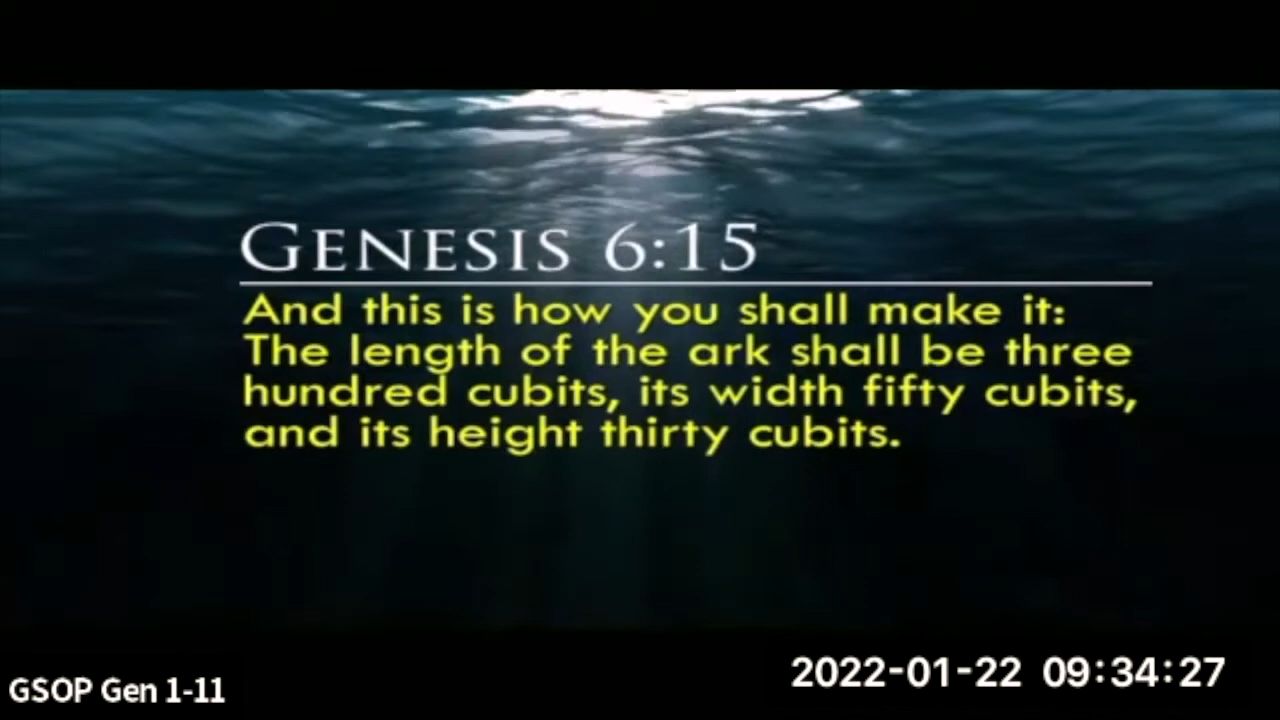 GENESIS 6:15
And this is how you shall make it:
The length of the ark shall be three
hundred cubits, its width fifty cubits,
and its height thirty cubits.
2022-01-22 09:34:27
GSOP Gen 1-11